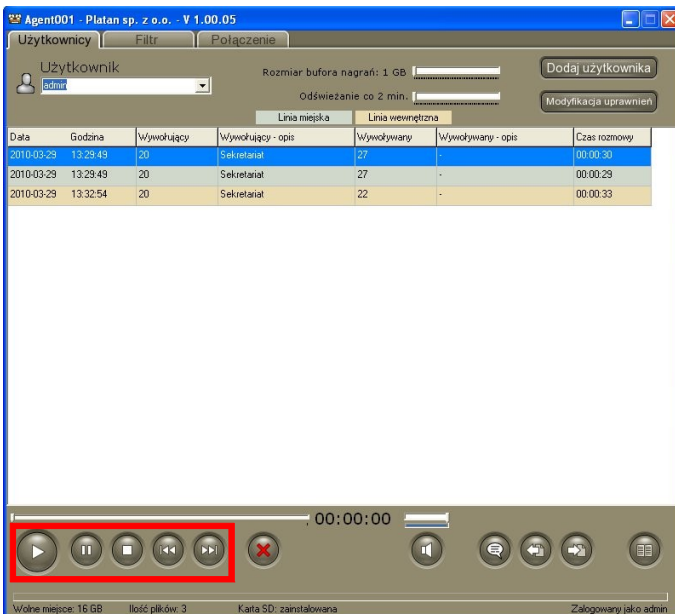 Agent001 - Platan sp. z o.o. - V 1.00.05
Użytkownicy Filtr Połączenie
Użytkownik
admin
Rozmiar bufora nagrań: 1 GB
Dodaj użytkownika
Odświeżanie co 2 min.
Modyfikacja uprawnień
Linia miejska Linia wewnętrzna
Data Godzina Wywołujący Wywołujący - opis Wywoływany Wywoływany - opis Czas rozmowy
2010-03-29 13:29:49 20 Sekretariat 27 - 00:00:30
2010-03-29 13:29:49 20 Sekretariat 27 - 00:00:29
2010-03-29 13:32:54 20 Sekretariat 22 - 00:00:33
00:00:00
Wolne miejsce: 16 GB Ilość plików: 3 Karta SD: zainstalowana Zalogowany jako admin